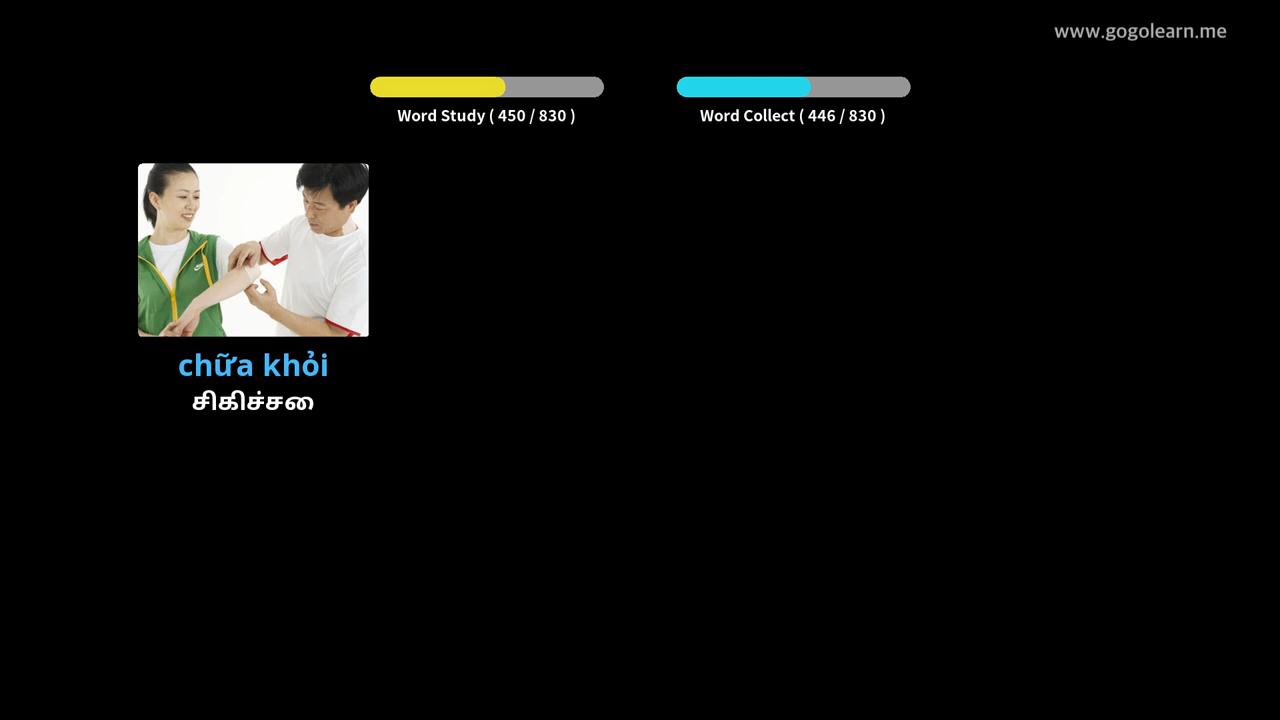 www.gogolearn.me
Word Study ( 450 / 830 )
Word Collect ( 446 / 830 )
chữa khỏi
சிகிச்சை